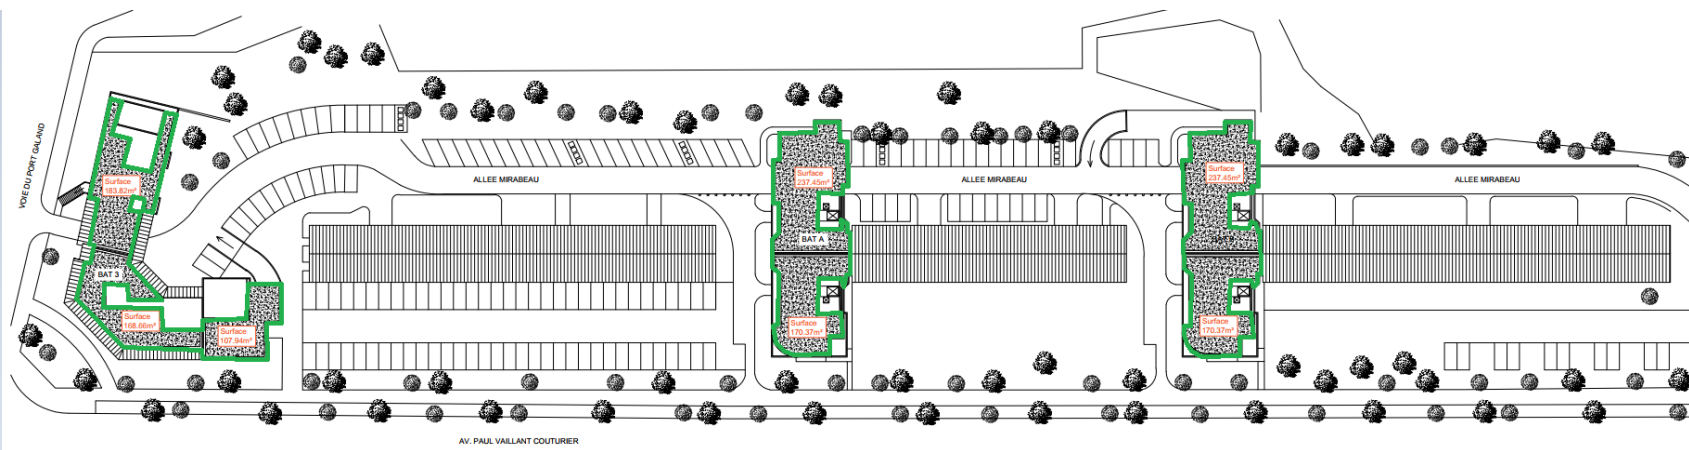 VOIE DU PORT GALAND
Surface
183.82m²
BAT 3
Surface
168.66m²
Surface
107.94m²
ALLEE MIRABEAU
Surface
237.45m²
BAT A
Surface
170.37m²
ALLEE MIRABEAU
Surface
237.45m²
Surface
170.37m²
ALLEE MIRABEAU
AV. PAUL VAILLANT COUTURIER